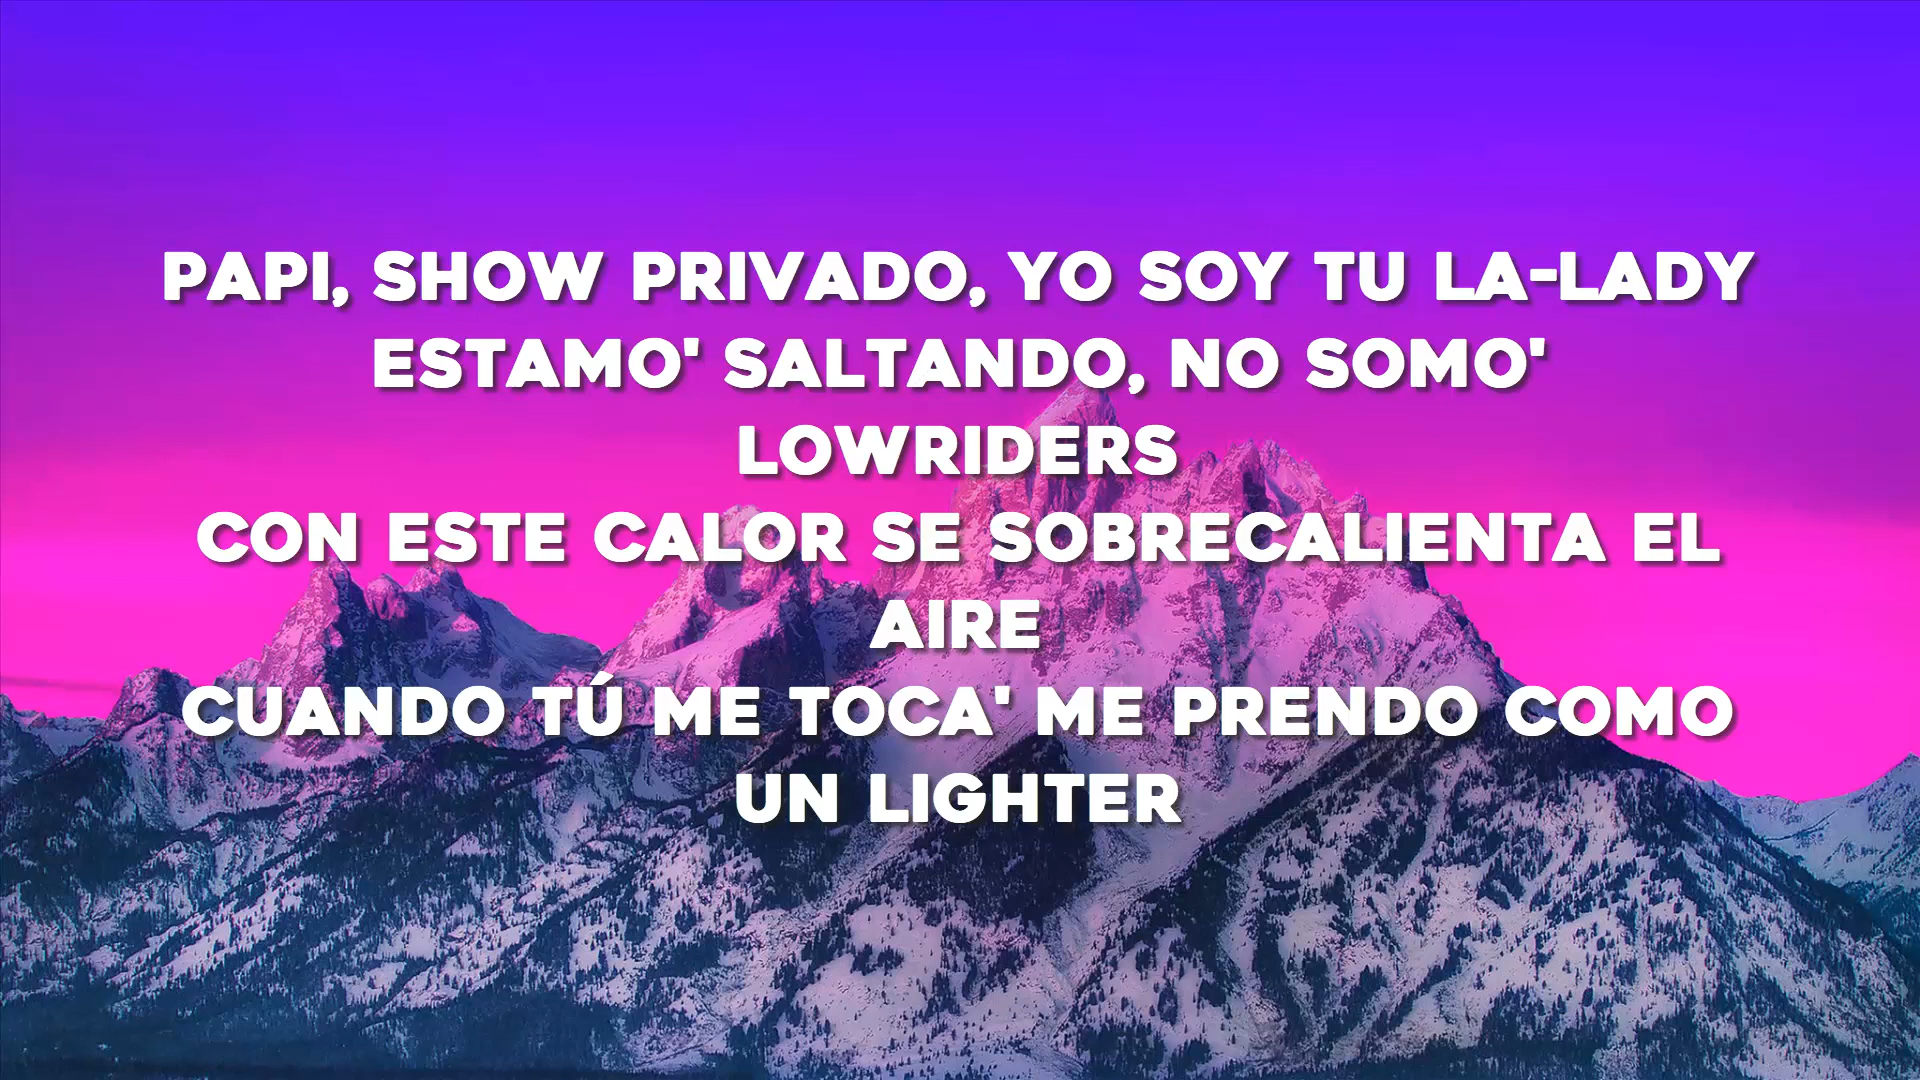 PAPI, SHOW PRIVADO, YO SOY TU LA-LADY
ESTAMO' SALTANDO, NO SOMO'
LOWRIDERS
CON ESTE CALOR SE SOBRECALIENTA EL
AIRE
CUANDO TÚ ME TOCA' ME PRENDO COMO
UN LIGHTER